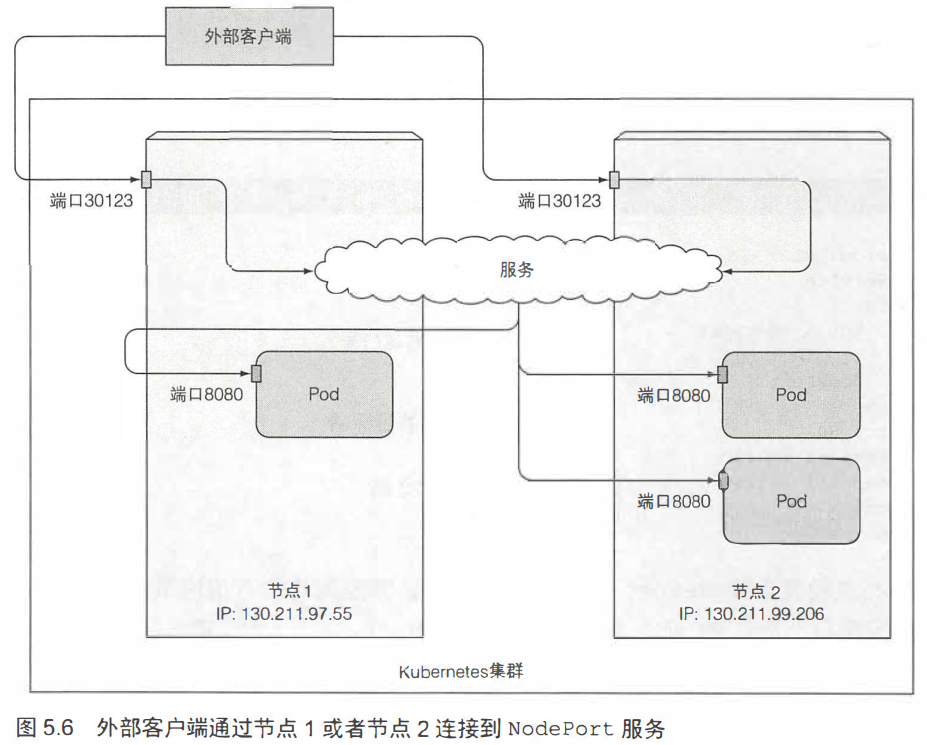 外部客户端
端口30123
端口30123
服务
端口8080
Pod
端口8080
Pod
端口8080
Pod
节点 1
IP: 130.211.97.55
节点 2
IP: 130.211.99.206
Kubernetes集群
图 5.6 外部客户端通过节点 1 或者节点 2 连接到 NodePort 服务